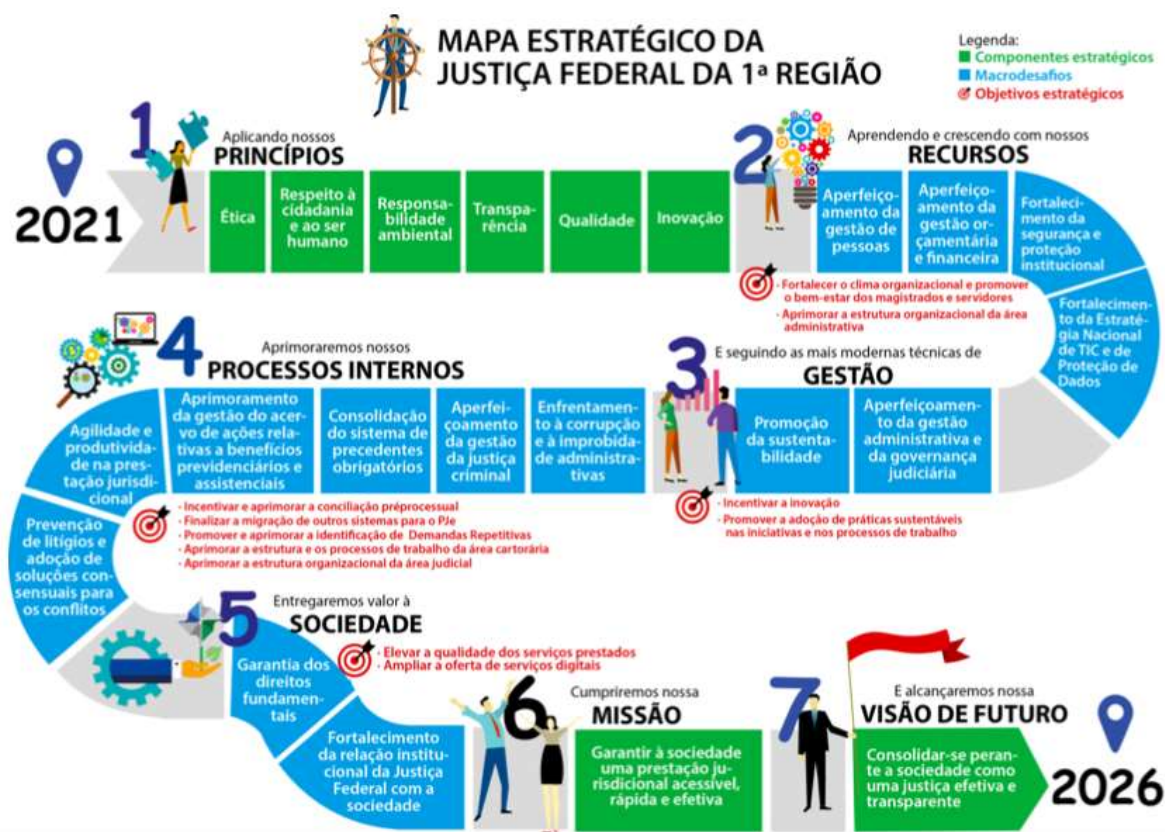 MAPA ESTRATÉGICO DA
JUSTIÇA FEDERAL DA 1ª REGIÃO
Legenda:
Componentes estratégicos
Macrodesafios
Objetivos estratégicos
2021
1
Aplicando nossos
PRINCÍPIOS
Ética
Respeito à
cidadania
e ao ser
humano
Responsa-
bilidade
ambiental
Transpa-
rência
Qualidade
Inovação
2
Aprendendo e crescendo com nossos
RECURSOS
Aperfeiço-
amento da
gestão de
pessoas
Aperfeiço-
amento da
gestão or-
çamentária
e financeira
Fortalecimento
da
segurança e
proteção
institucional
Fortalecimen-
to da Estraté-
gia Nacional
de TIC e de
Proteção de
Dados
· Fortalecer o clima organizacional e promover
o bem-estar dos magistrados e servidores
· Aprimorar a estrutura organizacional da área
administrativa
3
E seguindo as mais modernas técnicas de
GESTÃO
Promoção
da sustenta-
bilidade
Aperfeiçoamen-
to da gestão
administrativa e
da governança
judiciária
· Incentivar a inovação
· Promover a adoção de práticas sustentáveis
nas iniciativas e nos processos de trabalho
4
Aprimoraremos nossos
PROCESSOS INTERNOS
Enfrentamen-
to à corrupção
e à improbida-
de administra-
tivas
Aperfei-
çoamento
da gestão
da justiça
criminal
Consolidação
do sistema de
precedentes
obrigatórios
Aprimoramento
da gestão do acer-
vo de ações rela-
tivas a benefícios
previdenciários e
assistenciais
Agilidade e
produtivida-
de na pres-
tação jurisdi-
cional
Prevenção
de litígios e
adoção de
soluções con-
sensuais para
os conflitos
· Incentivar e aprimorar a conciliação préprocessual
· Finalizar a migração de outros sistemas para o PJe
· Promover e aprimorar a identificação de Demandas Repetitivas
· Aprimorar a estrutura e os processos de trabalho da área cartorária
· Aprimorar a estrutura organizacional da área judicial
5
Entregaremos valor à
SOCIEDADE
Garantia dos
direitos
fundamen-
tais
Fortalecimento
da relação institu-
cional da Justiça
Federal com a
sociedade
· Elevar a qualidade dos serviços prestados
· Ampliar a oferta de serviços digitais
6
Cumpriremos nossa
MISSÃO
Garantir à sociedade
uma prestação ju-
risdicional acessível,
rápida e efetiva
7
E alcançaremos nossa
VISÃO DE FUTURO
Consolidar-se peran-
te a sociedade como
uma justiça efetiva e
transparente
2026